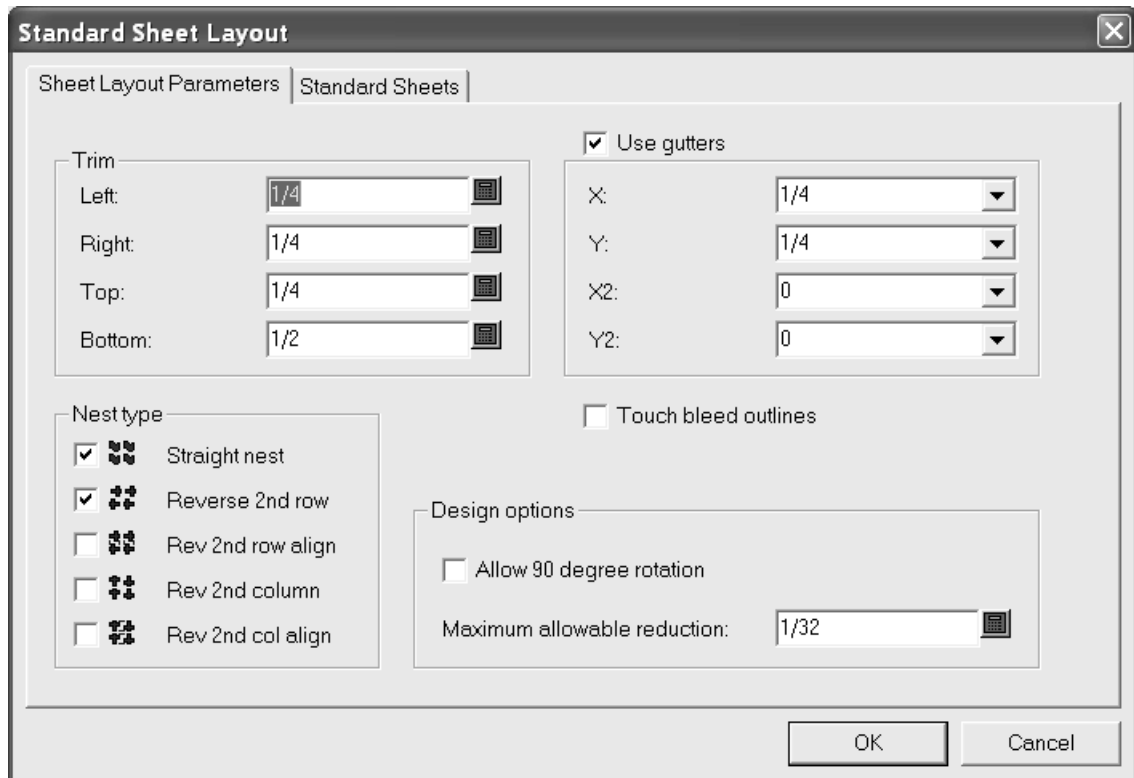 Standard Sheet Layout
Sheet Layout Parameters
Standard Sheets
Trim
Left: 1/4
Right: 1/4
Top: 1/4
Bottom: 1/2
Use gutters
X: 1/4
Y: 1/4
X2: 0
Y2: 0
Touch bleed outlines
Nest type
Straight nest
Reverse 2nd row
Rev 2nd row align
Rev 2nd column
Rev 2nd col align
Design options
Allow 90 degree rotation
Maximum allowable reduction: 1/32
OK
Cancel